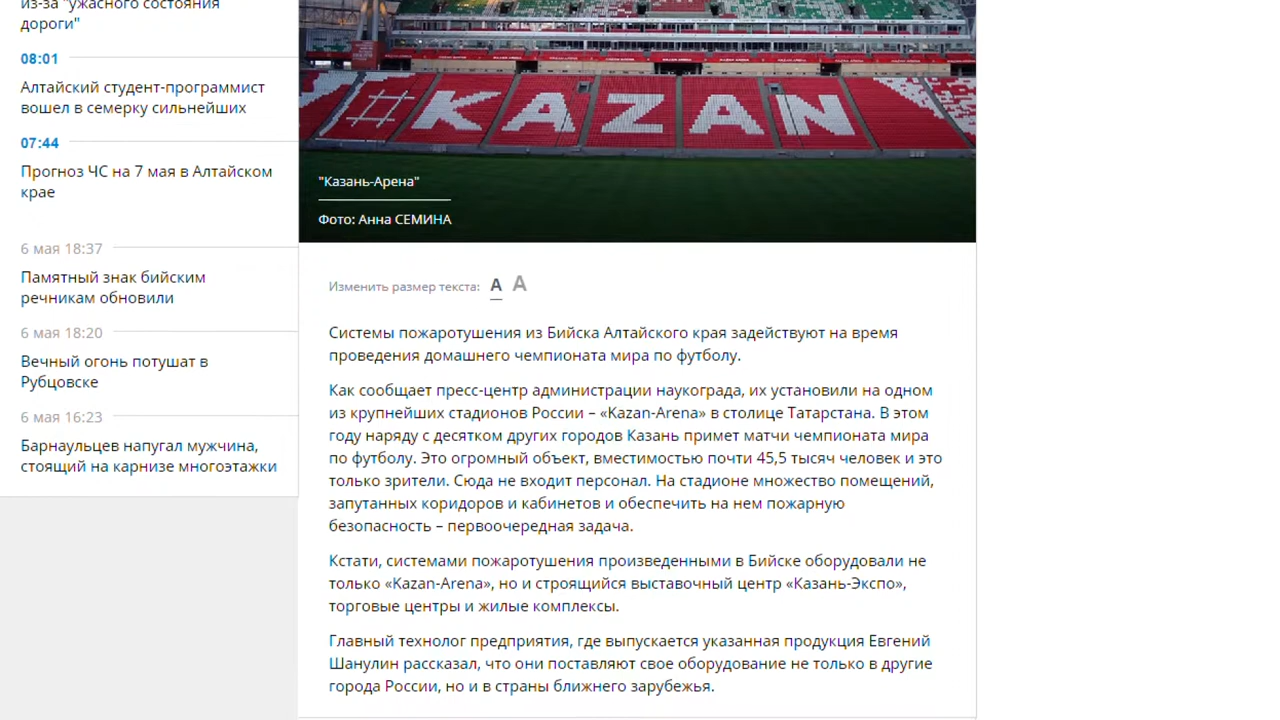 из-за "ужасного состояния
дороги"
08:01
Алтайский студент-программист
вошел в семерку сильнейших
07:44
Прогноз ЧС на 7 мая в Алтайском
крае
6 мая 18:37
Памятный знак бийским
речникам обновили
6 мая 18:20
Вечный огонь потушат в
Рубцовске
6 мая 16:23
Барнаульцев напугал мужчина,
стоящий на карнизе многоэтажки
#KAZAN
"Казань-Арена"
Фото: Анна СЕМИНА
Изменить размер текста: А А
Системы пожаротушения из Бийска Алтайского края задействуют на время
проведения домашнего чемпионата мира по футболу.
Как сообщает пресс-центр администрации наукограда, их установили на одном
из крупнейших стадионов России – «Kazan-Arena» в столице Татарстана. В этом
году наряду с десятком других городов Казань примет матчи чемпионата мира
по футболу. Это огромный объект, вместимостью почти 45,5 тысяч человек и это
только зрители. Сюда не входит персонал. На стадионе множество помещений,
запутанных коридоров и кабинетов и обеспечить на нем пожарную
безопасность – первоочередная задача.
Кстати, системами пожаротушения произведенными в Бийске оборудовали не
только «Kazan-Arena», но и строящийся выставочный центр «Казань-Экспо»,
торговые центры и жилые комплексы.
Главный технолог предприятия, где выпускается указанная продукция Евгений
Шанулин рассказал, что они поставляют свое оборудование не только в другие
города России, но и в страны ближнего зарубежья.